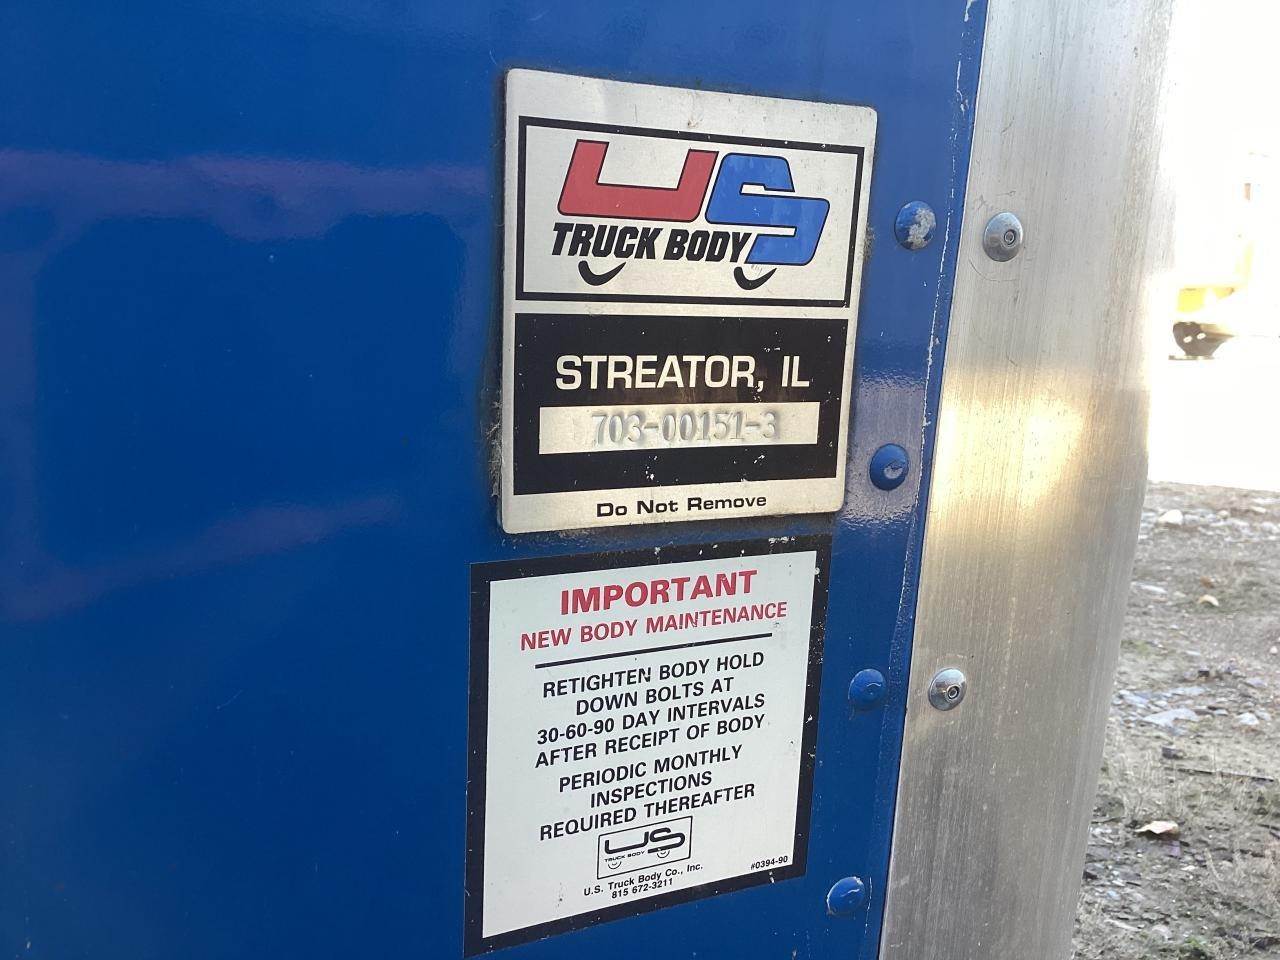 US
TRUCK BODY
STREATOR, IL
703-00151-3
Do Not Remove
IMPORTANT
NEW BODY MAINTENANCE
RETIGHTEN BODY HOLD
DOWN BOLTS AT
30-60-90 DAY INTERVALS
AFTER RECEIPT OF BODY
PERIODIC MONTHLY
INSPECTIONS
REQUIRED THEREAFTER
US
TRUCK BODY
U.S. Truck Body Co., Inc.
815 672-3211
#0394-90